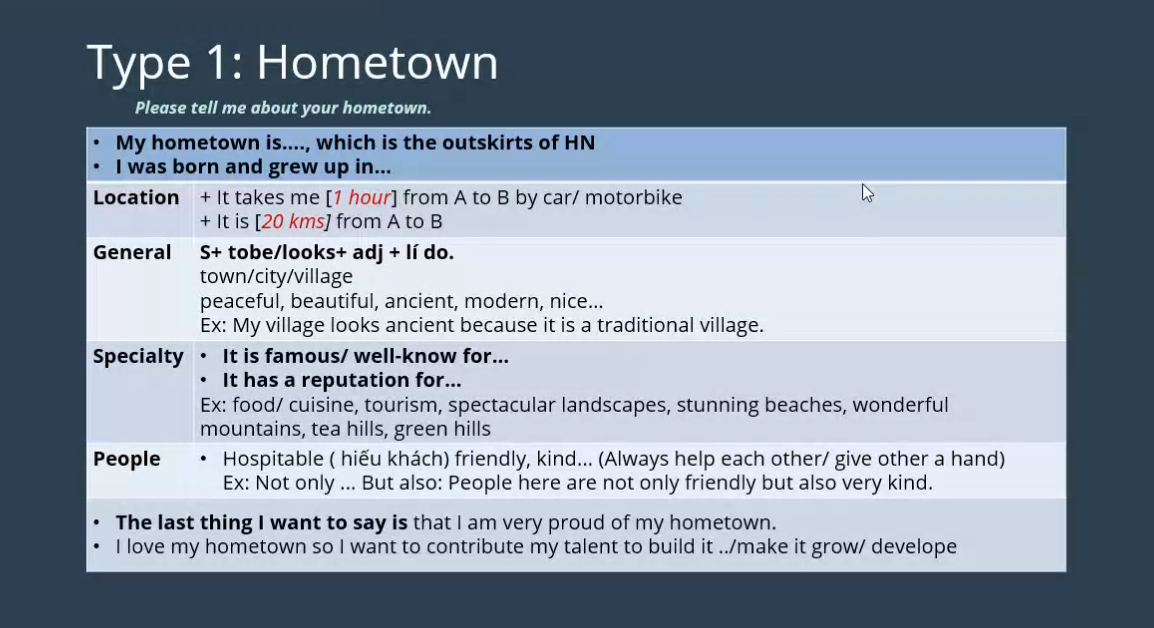 Type 1: Hometown
Please tell me about your hometown.
• My hometown is...., which is the outskirts of HN
• I was born and grew up in...
Location + It takes me [1 hour] from A to B by car/ motorbike
+ It is [20 kms] from A to B
General S+ tobe/looks+ adj + lí do.
town/city/village
peaceful, beautiful, ancient, modern, nice...
Ex: My village looks ancient because it is a traditional village.
Specialty • It is famous/ well-know for...
• It has a reputation for...
Ex: food/ cuisine, tourism, spectacular landscapes, stunning beaches, wonderful
mountains, tea hills, green hills
People • Hospitable ( hiếu khách) friendly, kind... (Always help each other/ give other a hand)
Ex: Not only ... But also: People here are not only friendly but also very kind.
• The last thing I want to say is that I am very proud of my hometown.
• I love my hometown so I want to contribute my talent to build it ../make it grow/ develope